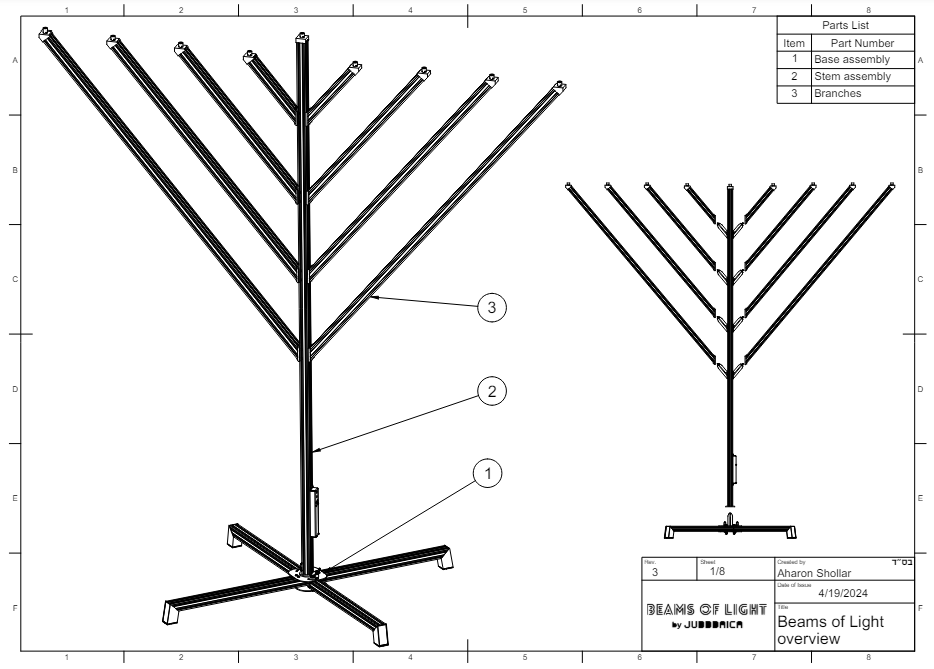 1 2 3 4 5 6 7 8
Parts List
Item Part Number
1 Base assembly
2 Stem assembly
3 Branches
A A
B B
C C
3
D D
2
1
E E
Rev. Sheet Created by בס״ד
3 1/8 Aharon Shollar
Date of Issue
4/19/2024
BEAMS OF LIGHT
by JUDDDAICA
Title
Beams of Light
overview
F F
1 2 3 4 5 6 7 8